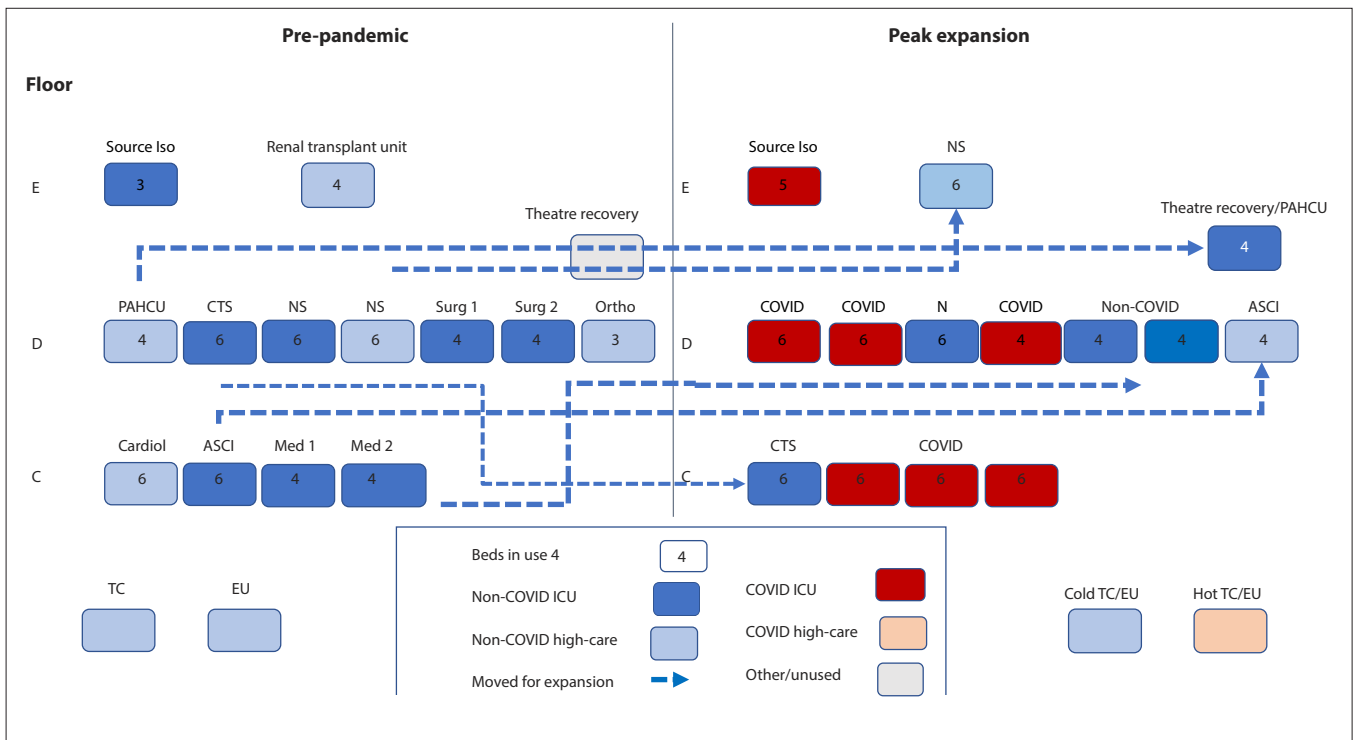 Pre-pandemic
Peak expansion
Floor
Source Iso
Renal transplant unit
Source Iso
NS
E
3
4
E
5
6
Theatre recovery
Theatre recovery/PAHCU
4
PAHCU
CTS
NS
NS
Surg 1
Surg 2
Ortho
COVID
COVID
N
COVID
Non-COVID
ASCI
D
4
6
6
6
4
4
3
D
6
6
6
4
4
4
4
Cardiol
ASCI
Med 1
Med 2
CTS
COVID
C
6
6
4
4
C
6
6
6
6
Beds in use 4
4
Non-COVID ICU
COVID ICU
Non-COVID high-care
COVID high-care
Moved for expansion
Other/unused
TC
EU
Cold TC/EU
Hot TC/EU